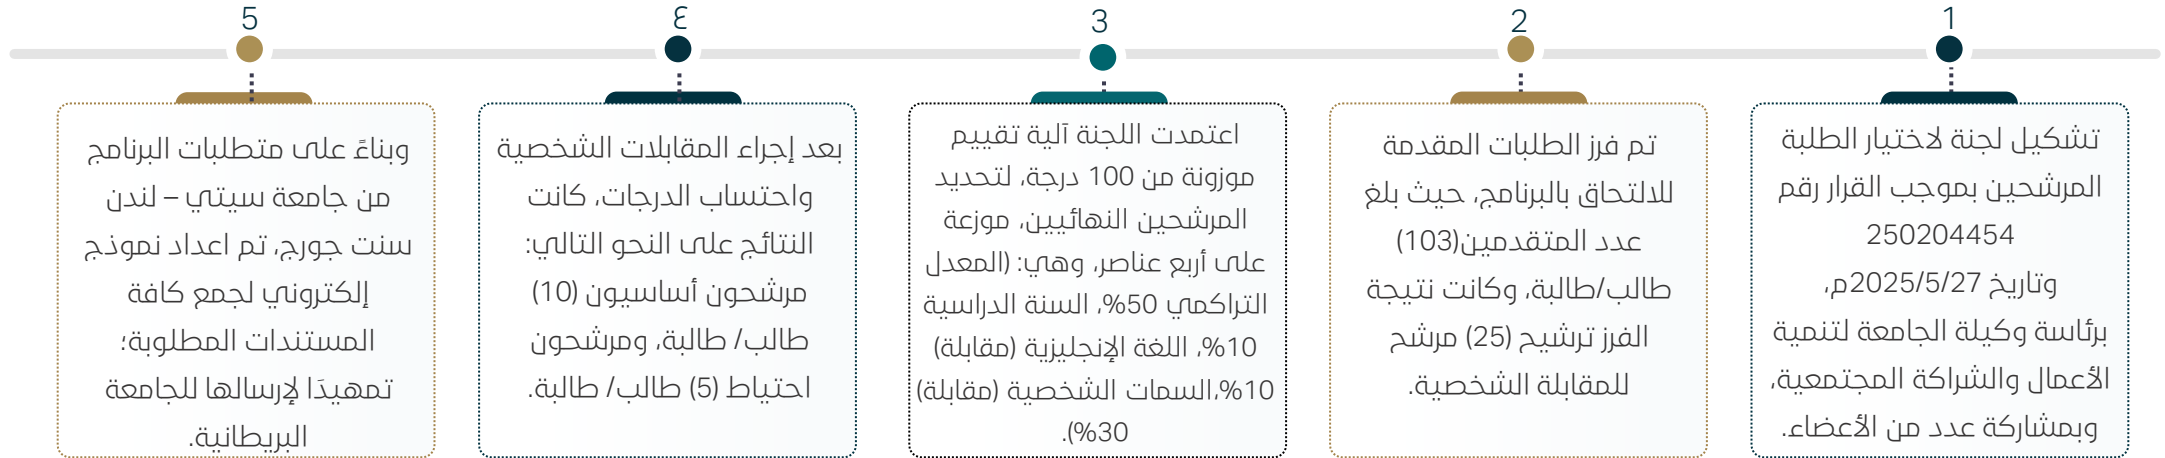 1
تشكيل لجنة لاختيار الطلبة
المرشحين بموجب القرار رقم
250204454
وتاريخ 2025/5/27م،
برئاسة وكيلة الجامعة لتنمية
الأعمال والشراكة المجتمعية،
وبمشاركة عدد من الأعضاء.
2
تم فرز الطلبات المقدمة
للالتحاق بالبرنامج، حيث بلغ
عدد المتقدمين(103)
طالب/طالبة، وكانت نتيجة
الفرز ترشيح (25) مرشح
للمقابلة الشخصية.
3
اعتمدت اللجنة آلية تقييم
موزونة من 100 درجة، لتحديد
المرشحين النهائيين، موزعة
على أربع عناصر، وهي: (المعدل
التراكمي 50%، السنة الدراسية
10%، اللغة الإنجليزية (مقابلة)
10%،السمات الشخصية (مقابلة)
30%).
٤
بعد إجراء المقابلات الشخصية
واحتساب الدرجات، كانت
النتائج على النحو التالي:
مرشحون أساسيون (10)
طالب/ طالبة، ومرشحون
احتياط (5) طالب/ طالبة.
5
وبناءً على متطلبات البرنامج
من جامعة سيتي – لندن
سنت جورج، تم اعداد نموذج
إلكتروني لجمع كافة
المستندات المطلوبة؛
تمهيدَا لإرسالها للجامعة
البريطانية.